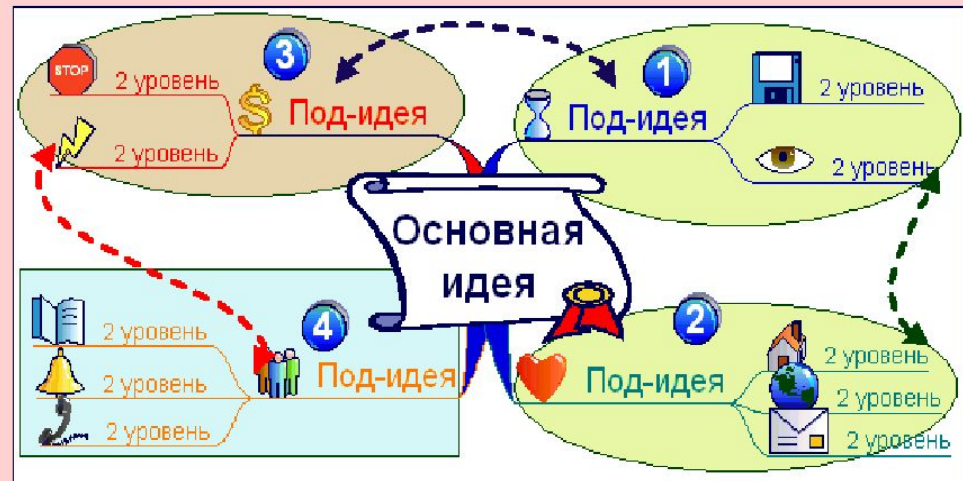 STOP
2 уровень
2 уровень
3
$
Под-идея
1
Под-идея
2 уровень
2 уровень
Основная
идея
2 уровень
2 уровень
2 уровень
4
Под-идея
2
Под-идея
2 уровень
2 уровень
2 уровень